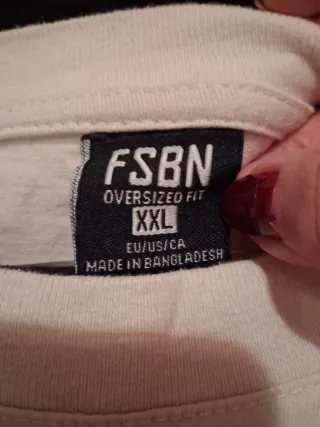 FSBN
OVERSIZED FIT
XXL
EU/US/CA
MADE IN BANGLADESH